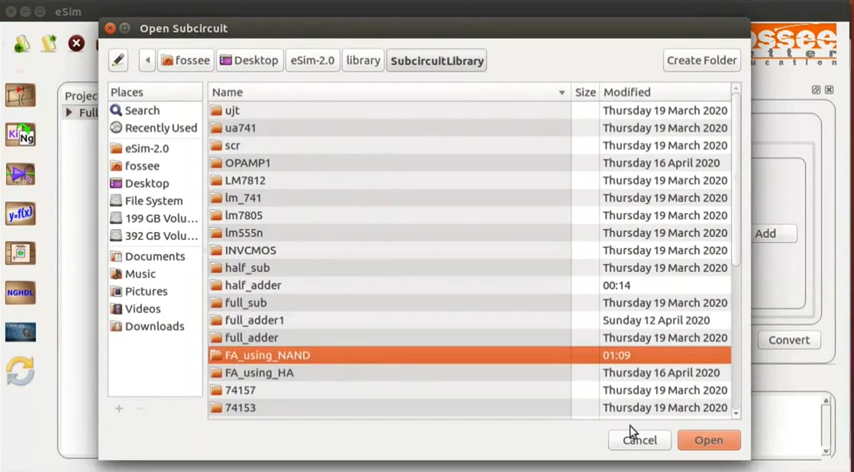 eSim
Open Subcircuit
fossee
Desktop
eSim-2.0
library
SubcircuitLibrary
Create Folder
Places
Name
Size
Modified
Search
Recently Used
eSim-2.0
fossee
Desktop
File System
199 GB Volu...
392 GB Volu...
Documents
Music
Pictures
Videos
Downloads
ujt Thursday 19 March 2020
ua741 Thursday 19 March 2020
scr Thursday 19 March 2020
OPAMP1 Thursday 16 April 2020
LM7812 Thursday 19 March 2020
lm_741 Thursday 19 March 2020
lm7805 Thursday 19 March 2020
lm555n Thursday 19 March 2020
INVCMOS Thursday 19 March 2020
half_sub Thursday 19 March 2020
half_adder 00:14
full_sub Thursday 19 March 2020
full_adder1 Sunday 12 April 2020
full_adder Thursday 19 March 2020
FA_using_NAND 01:09
FA_using_HA Thursday 16 April 2020
74157 Thursday 19 March 2020
74153 Thursday 19 March 2020
Cancel
Open
Projec
Full
Ki
Ng
y=f(x)
NGHDL
Add
Convert